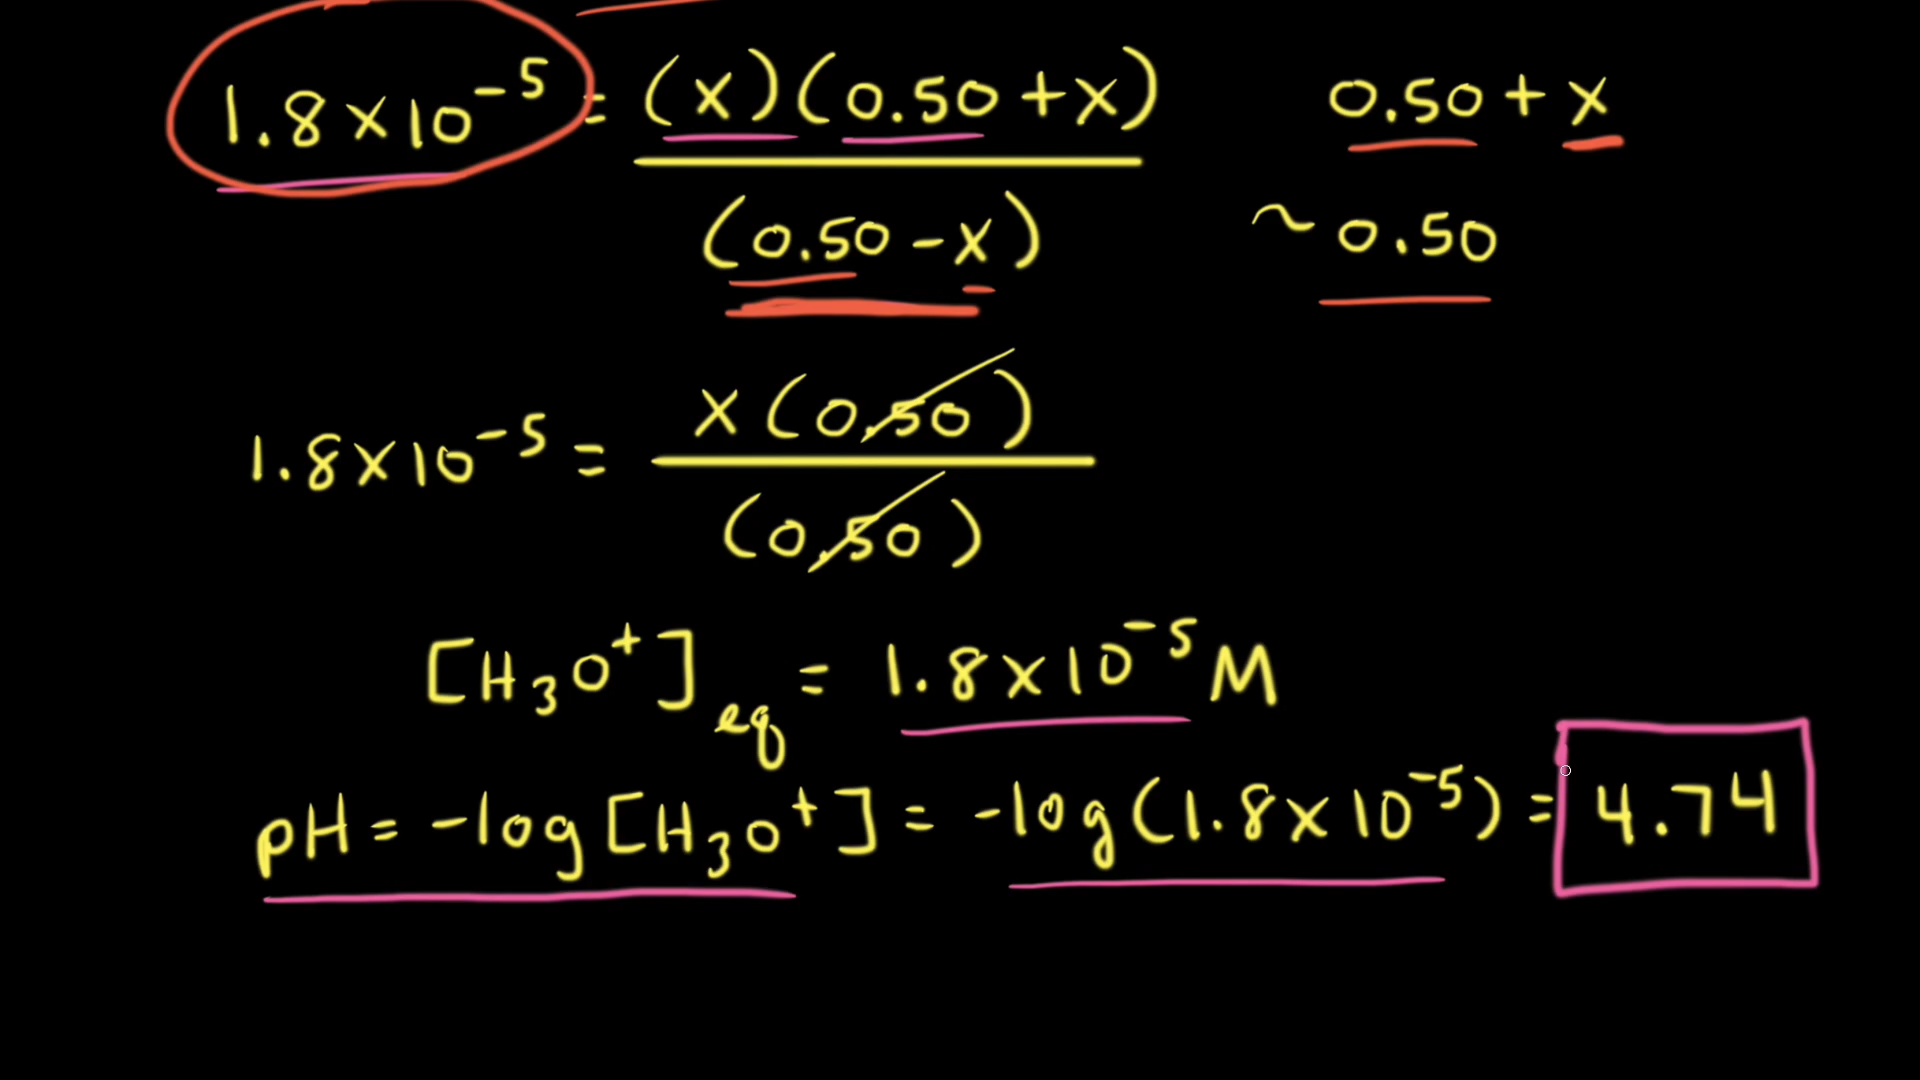 1.8 x 10⁻⁵ = (x)(0.50 + x) 0.50 + x
(0.50 - x) ~ 0.50
1.8 x 10⁻⁵ = x(0.50)
(0.50)
[H₃O⁺]eq = 1.8 x 10⁻⁵ M
pH = -log[H₃O⁺] = -log(1.8 x 10⁻⁵) = 4.74